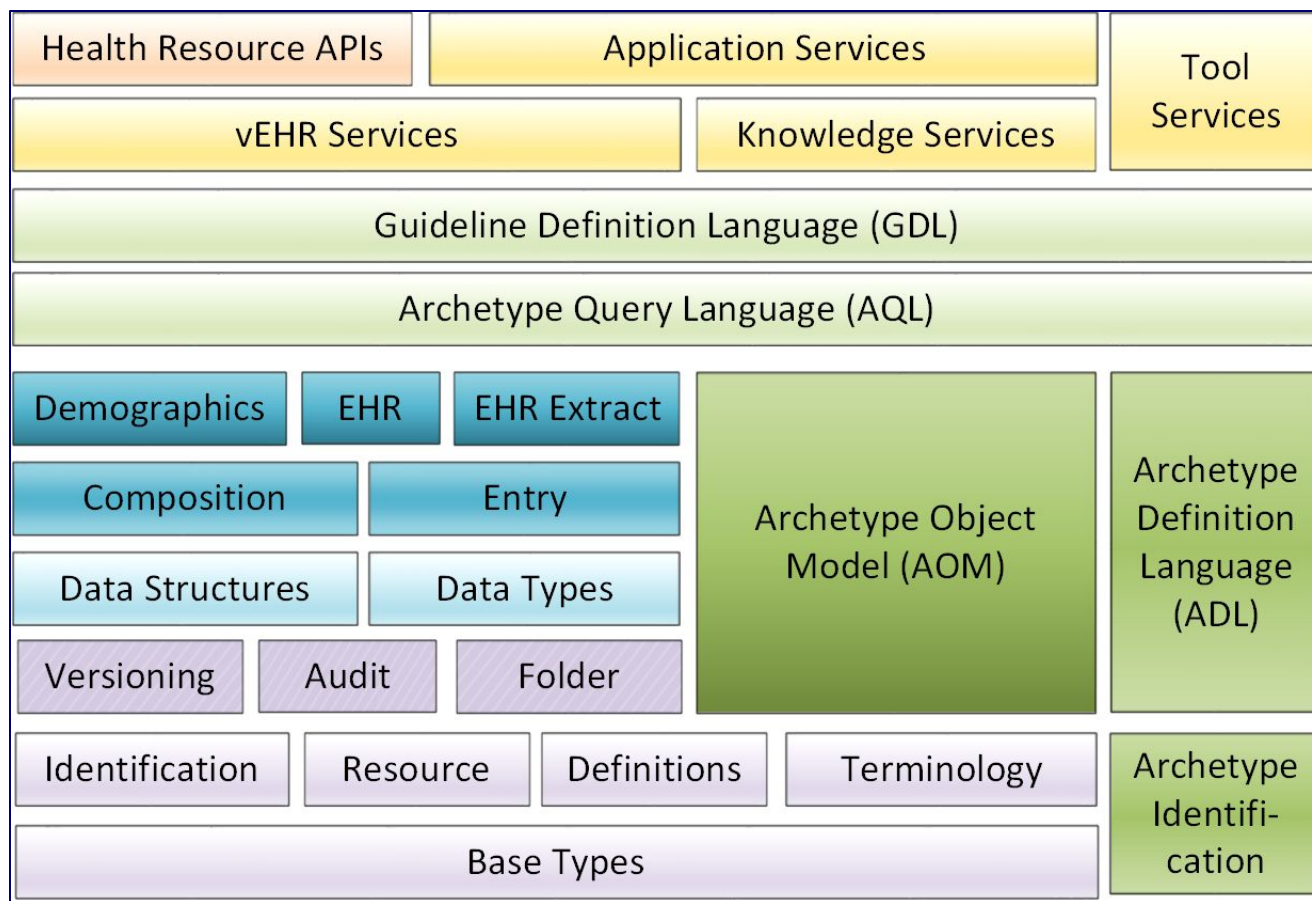 Health Resource APIs
Application Services
Tool
Services
vEHR Services
Knowledge Services
Guideline Definition Language (GDL)
Archetype Query Language (AQL)
Demographics
EHR
EHR Extract
Composition
Entry
Data Structures
Data Types
Versioning
Audit
Folder
Archetype Object
Model (AOM)
Archetype
Definition
Language
(ADL)
Identification
Resource
Definitions
Terminology
Base Types
Archetype
Identifi-
cation